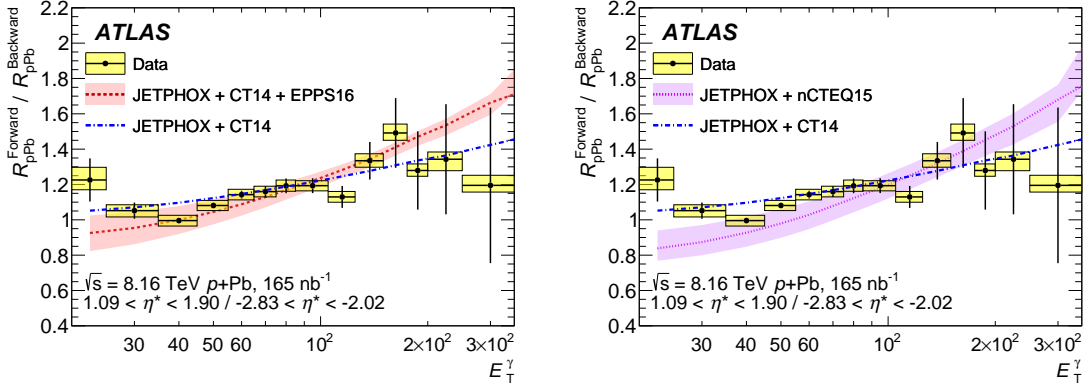 R_pPb^Forward / R_pPb^Backward
2.2
2
1.8
1.6
1.4
1.2
1
0.8
0.6
0.4
ATLAS
Data
JETPHOX + CT14 + EPPS16
JETPHOX + CT14
√s = 8.16 TeV p+Pb, 165 nb⁻¹
1.09 < η* < 1.90 / -2.83 < η* < -2.02
30 40 50 60 10² 2×10² 3×10²
E_T^γ
R_pPb^Forward / R_pPb^Backward
2.2
2
1.8
1.6
1.4
1.2
1
0.8
0.6
0.4
ATLAS
Data
JETPHOX + nCTEQ15
JETPHOX + CT14
√s = 8.16 TeV p+Pb, 165 nb⁻¹
1.09 < η* < 1.90 / -2.83 < η* < -2.02
30 40 50 60 10² 2×10² 3×10²
E_T^γ